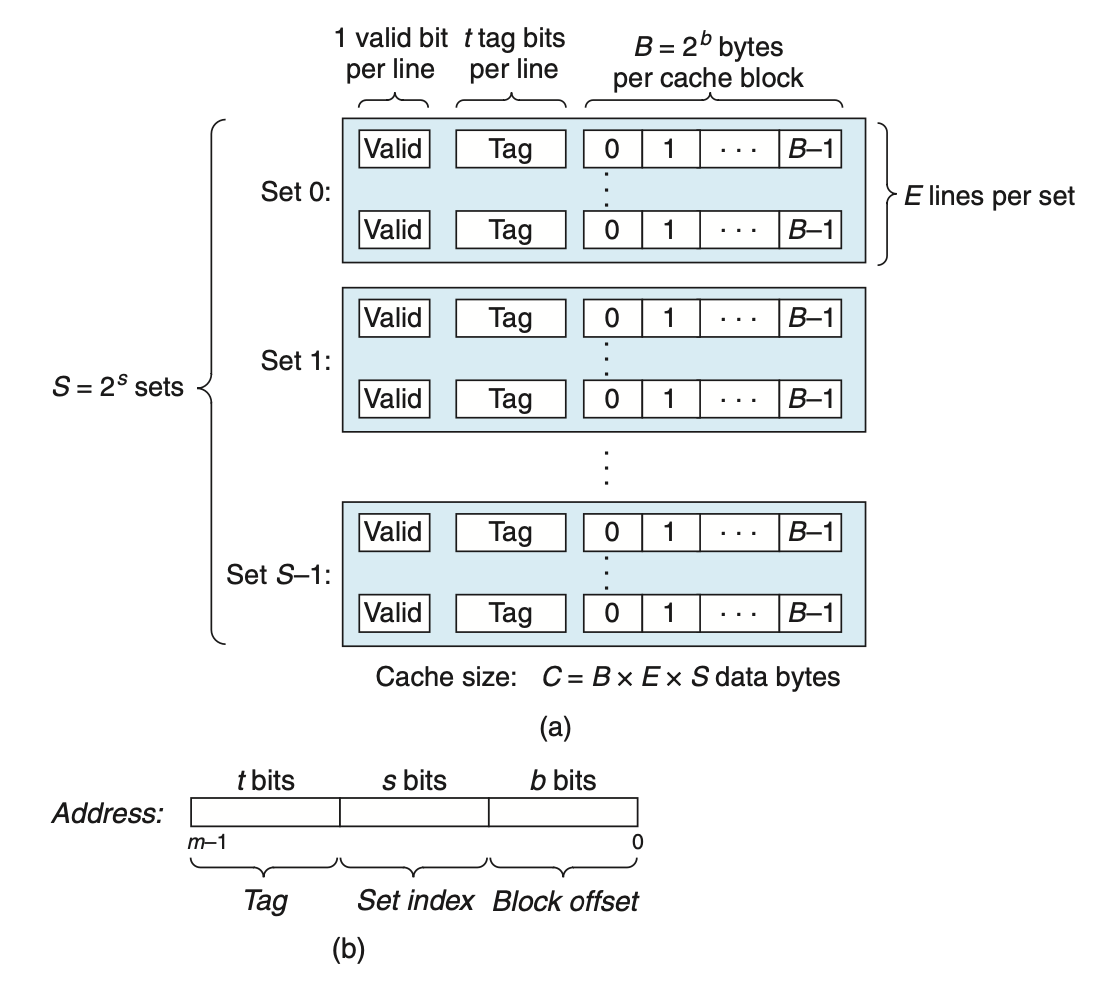 1 valid bit per line
t tag bits per line
B = 2^b bytes per cache block
Valid Tag 0 1 · · · B–1
Set 0:
E lines per set
Valid Tag 0 1 · · · B–1
Valid Tag 0 1 · · · B–1
Set 1:
Valid Tag 0 1 · · · B–1
S = 2^s sets
Valid Tag 0 1 · · · B–1
Set S–1:
Valid Tag 0 1 · · · B–1
Cache size: C = B × E × S data bytes
(a)
t bits s bits b bits
Address:
m–1 0
Tag Set index Block offset
(b)